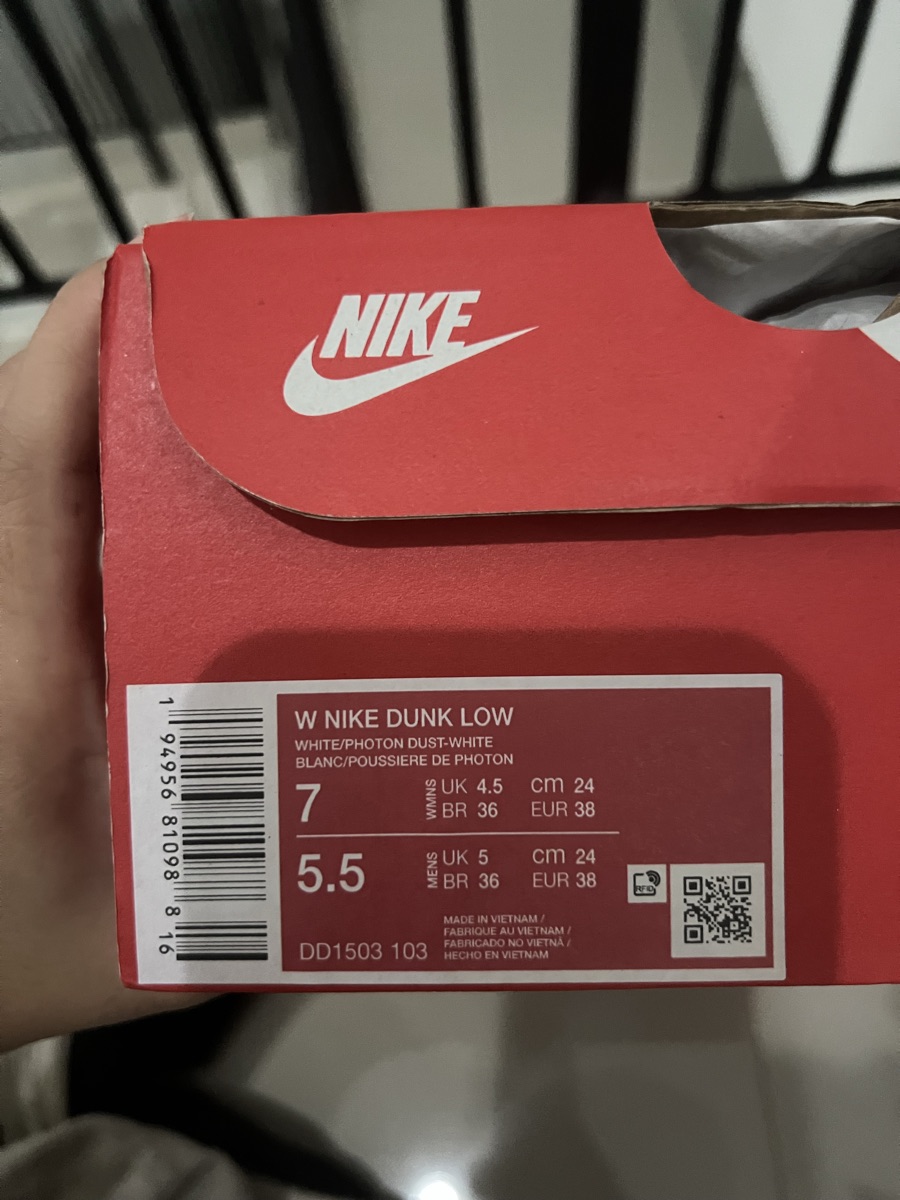 NIKE
W NIKE DUNK LOW
WHITE/PHOTON DUST-WHITE
BLANC/POUSSIERE DE PHOTON
7 WMNS UK 4.5 cm 24
BR 36 EUR 38
5.5 MENS UK 5 cm 24
BR 36 EUR 38
RFID
MADE IN VIETNAM /
FABRIQUE AU VIETNAM /
FABRICADO NO VIETNÃ /
HECHO EN VIETNAM
DD1503 103
1 94956 81098 8 16